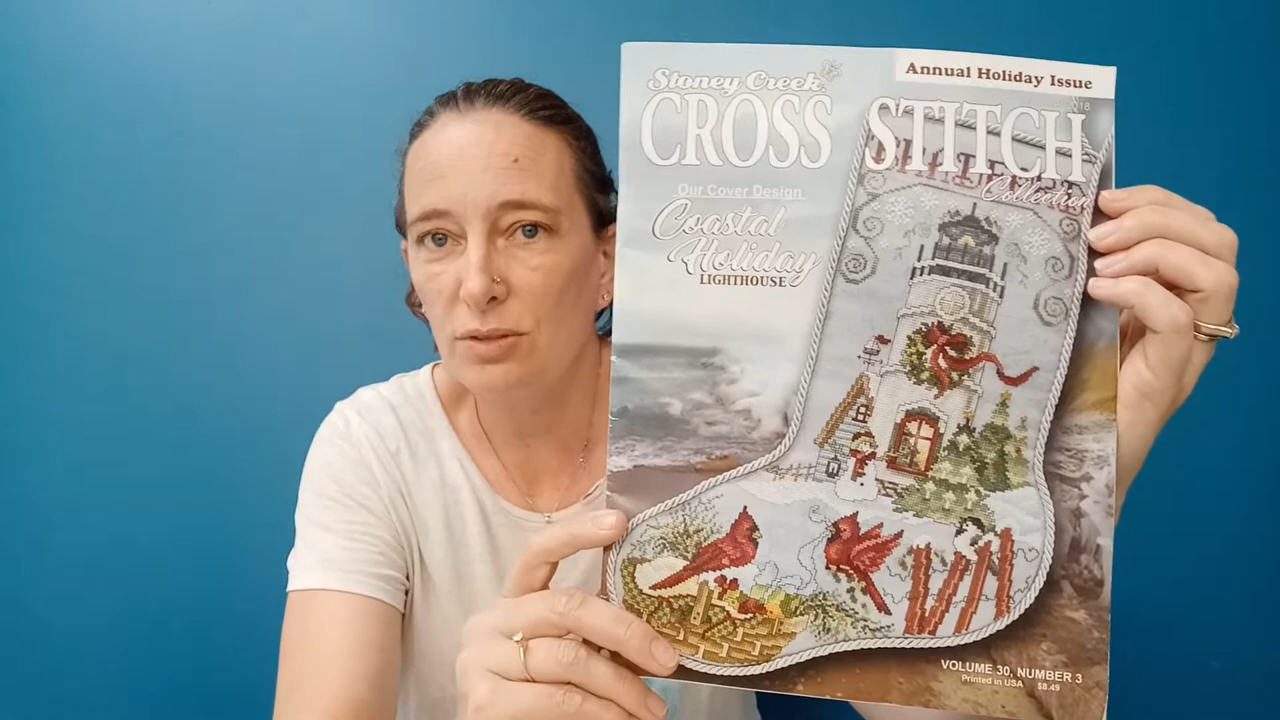 Annual Holiday Issue
Stoney Creek
CROSS STITCH
Collection
Our Cover Design
Coastal
Holiday
LIGHTHOUSE
VOLUME 30, NUMBER 3
Printed in USA $8.49